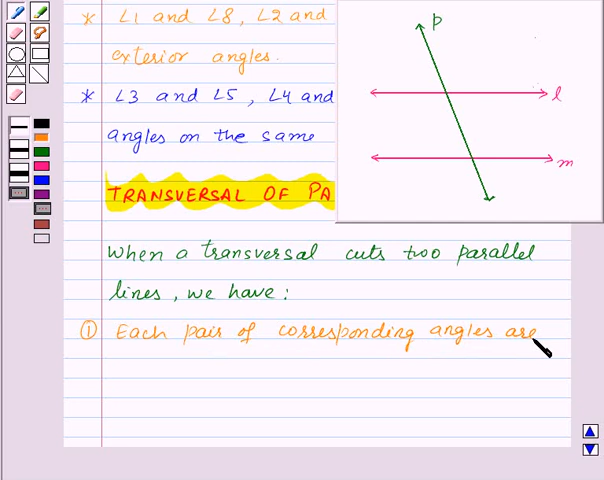 * ∠1 and ∠8, ∠2 and
exterior angles.
* ∠3 and ∠5, ∠4 and
angles on the same
TRANSVERSAL OF PA
When a transversal cuts two parallel
lines, we have:
① Each pair of corresponding angles are
p
l
m